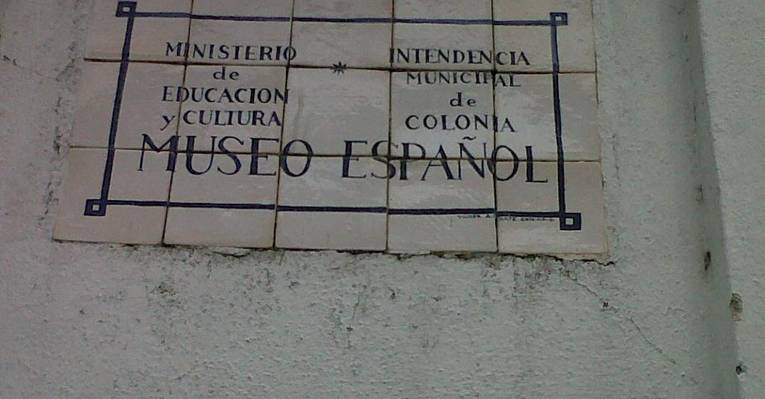 MINISTERIO
de
EDUCACION
y CULTURA
INTENDENCIA
MUNICIPAL
de
COLONIA
MUSEO ESPAÑOL